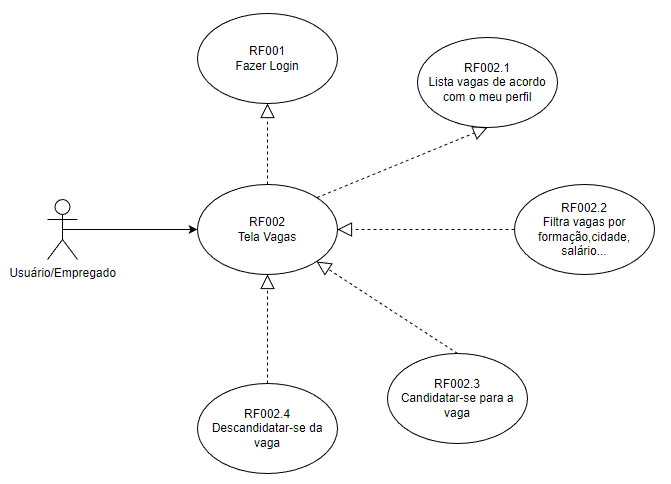 RF001
Fazer Login
RF002.1
Lista vagas de acordo
com o meu perfil
RF002
Tela Vagas
RF002.2
Filtra vagas por
formação,cidade,
salário...
Usuário/Empregado
RF002.3
Candidatar-se para a
vaga
RF002.4
Descandidatar-se da
vaga